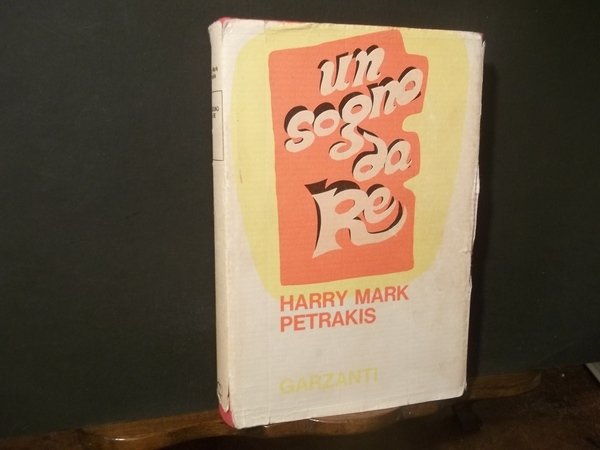 un
sogno
da
Re
HARRY MARK
PETRAKIS
GARZANTI